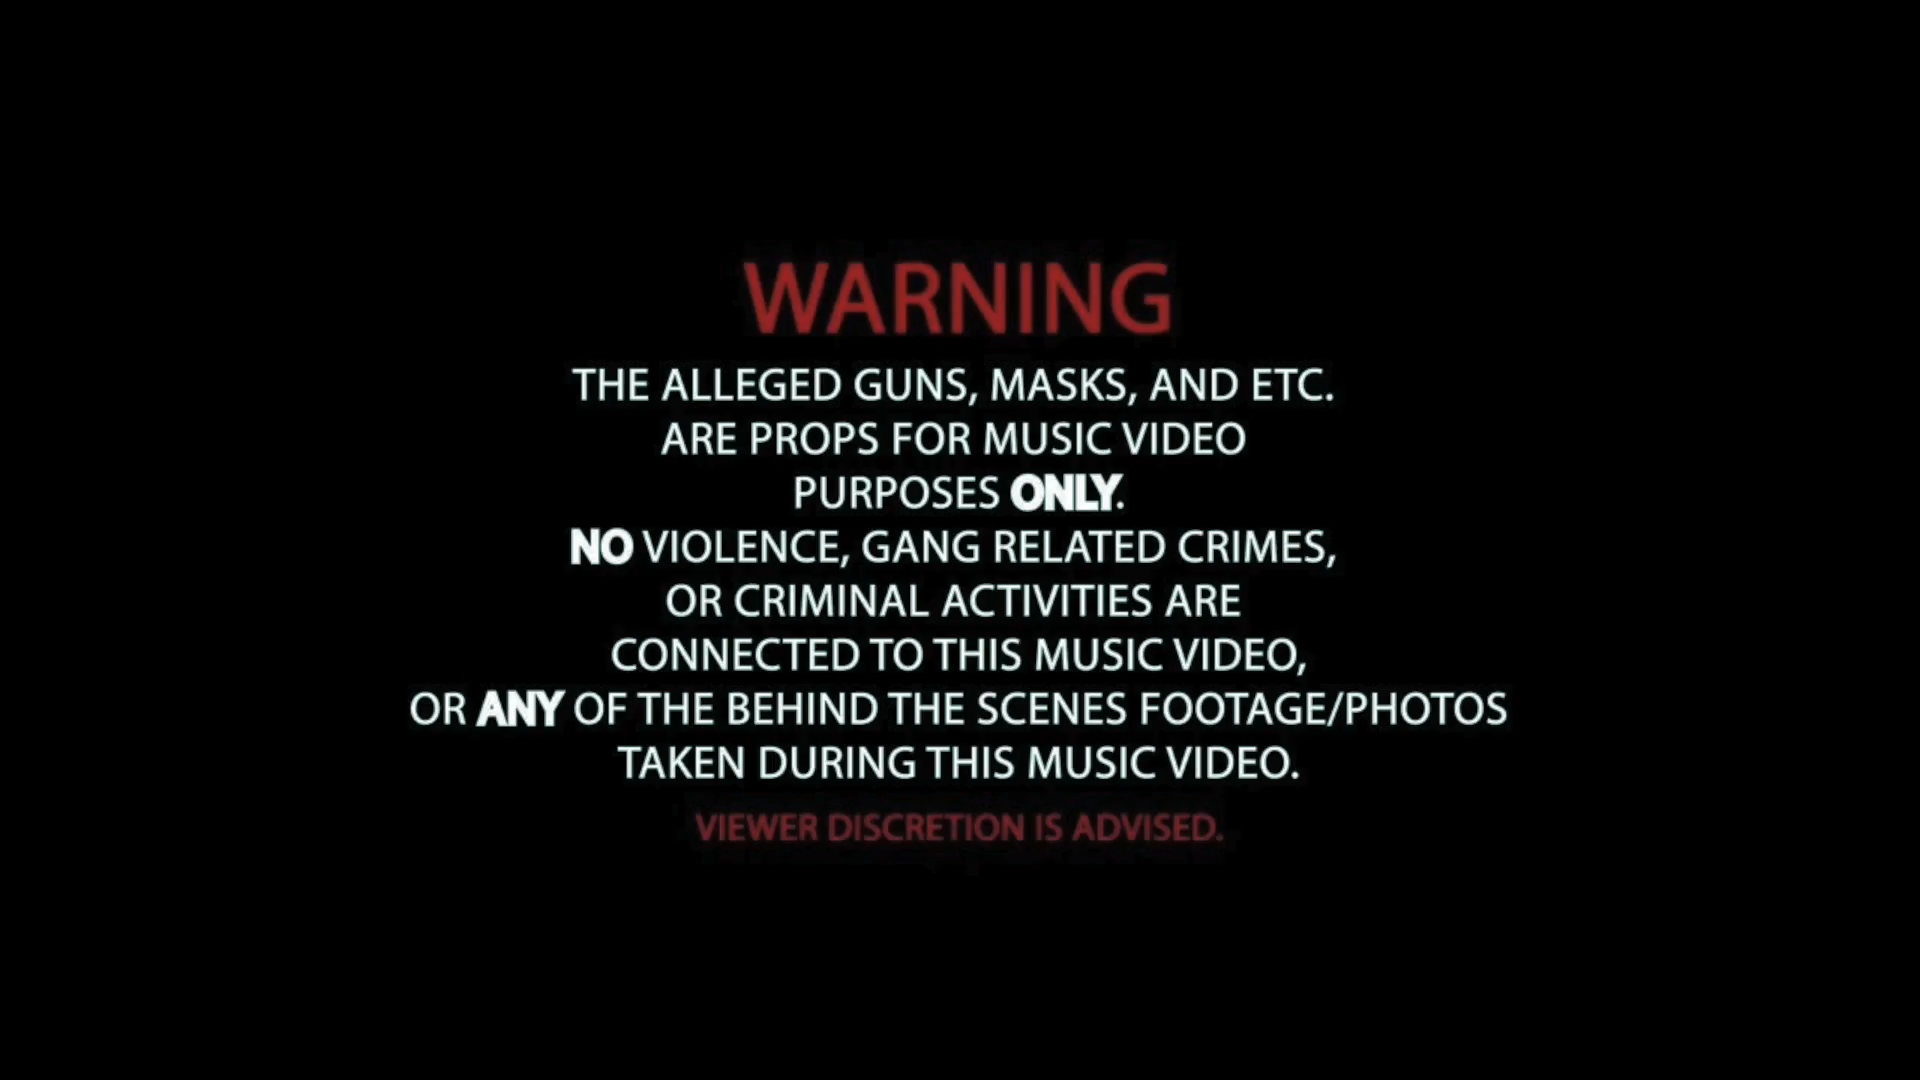 WARNING
THE ALLEGED GUNS, MASKS, AND ETC.
ARE PROPS FOR MUSIC VIDEO
PURPOSES ONLY.
NO VIOLENCE, GANG RELATED CRIMES,
OR CRIMINAL ACTIVITIES ARE
CONNECTED TO THIS MUSIC VIDEO,
OR ANY OF THE BEHIND THE SCENES FOOTAGE/PHOTOS
TAKEN DURING THIS MUSIC VIDEO.
VIEWER DISCRETION IS ADVISED.